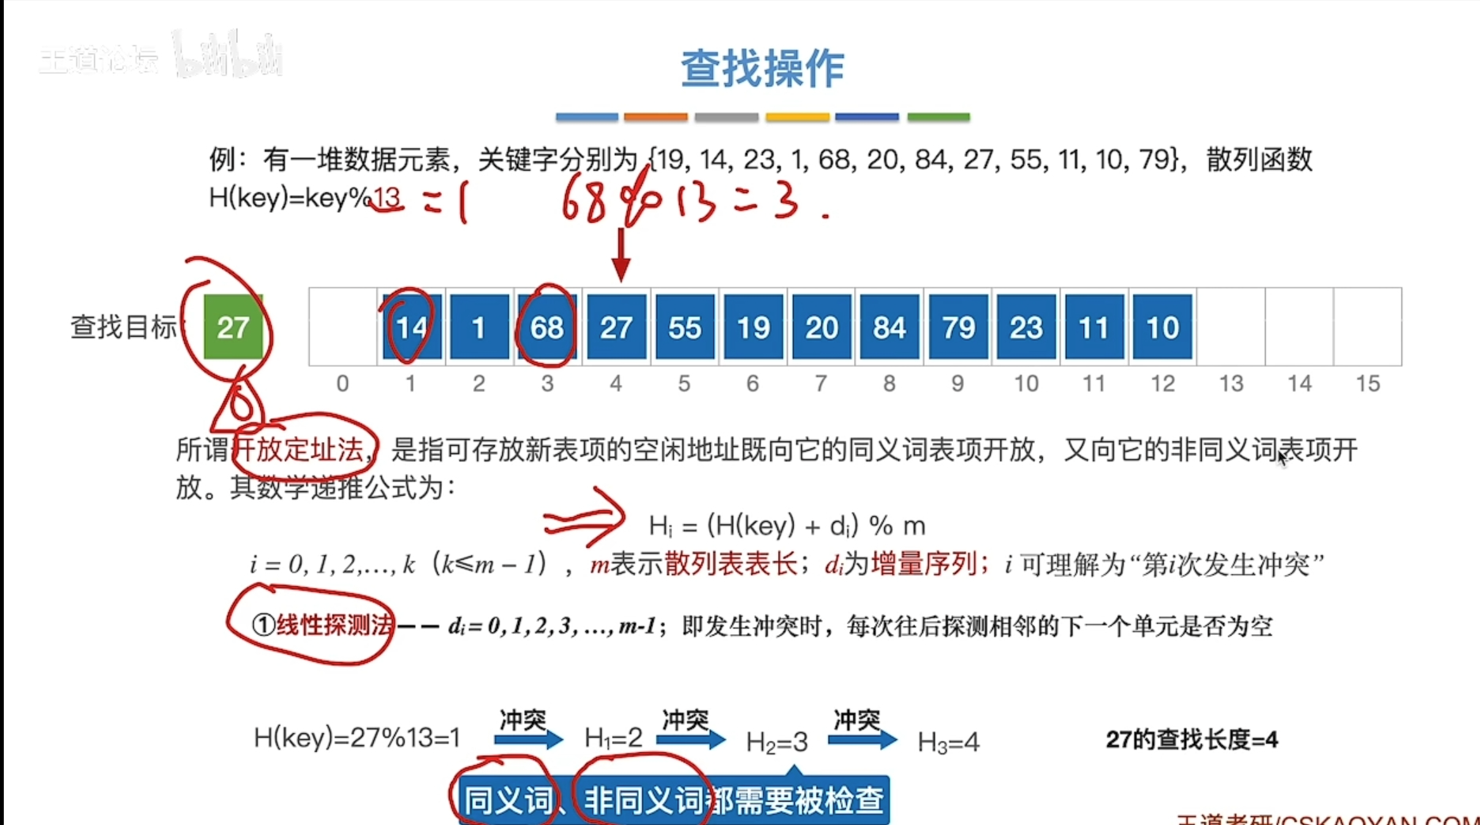 王道论坛 bilibili
查找操作
例：有一堆数据元素，关键字分别为 {19, 14, 23, 1, 68, 20, 84, 27, 55, 11, 10, 79}，散列函数
H(key)=key%13 = 1 68%13=3.
查找目标： 27 14 1 68 27 55 19 20 84 79 23 11 10
0 1 2 3 4 5 6 7 8 9 10 11 12 13 14 15
所谓开放定址法，是指可存放新表项的空闲地址既向它的同义词表项开放，又向它的非同义词表项开
放。其数学递推公式为：
Hᵢ = (H(key) + dᵢ) % m
i = 0, 1, 2,…, k（k≤m – 1），m表示散列表表长；dᵢ为增量序列；i 可理解为“第i次发生冲突”
①线性探测法—— dᵢ = 0, 1, 2, 3, …, m-1；即发生冲突时，每次往后探测相邻的下一个单元是否为空
冲突 冲突 冲突
H(key)=27%13=1 H₁=2 H₂=3 H₃=4 27的查找长度=4
同义词、非同义词都需要被检查
王道考研/CSKAOYAN.COM